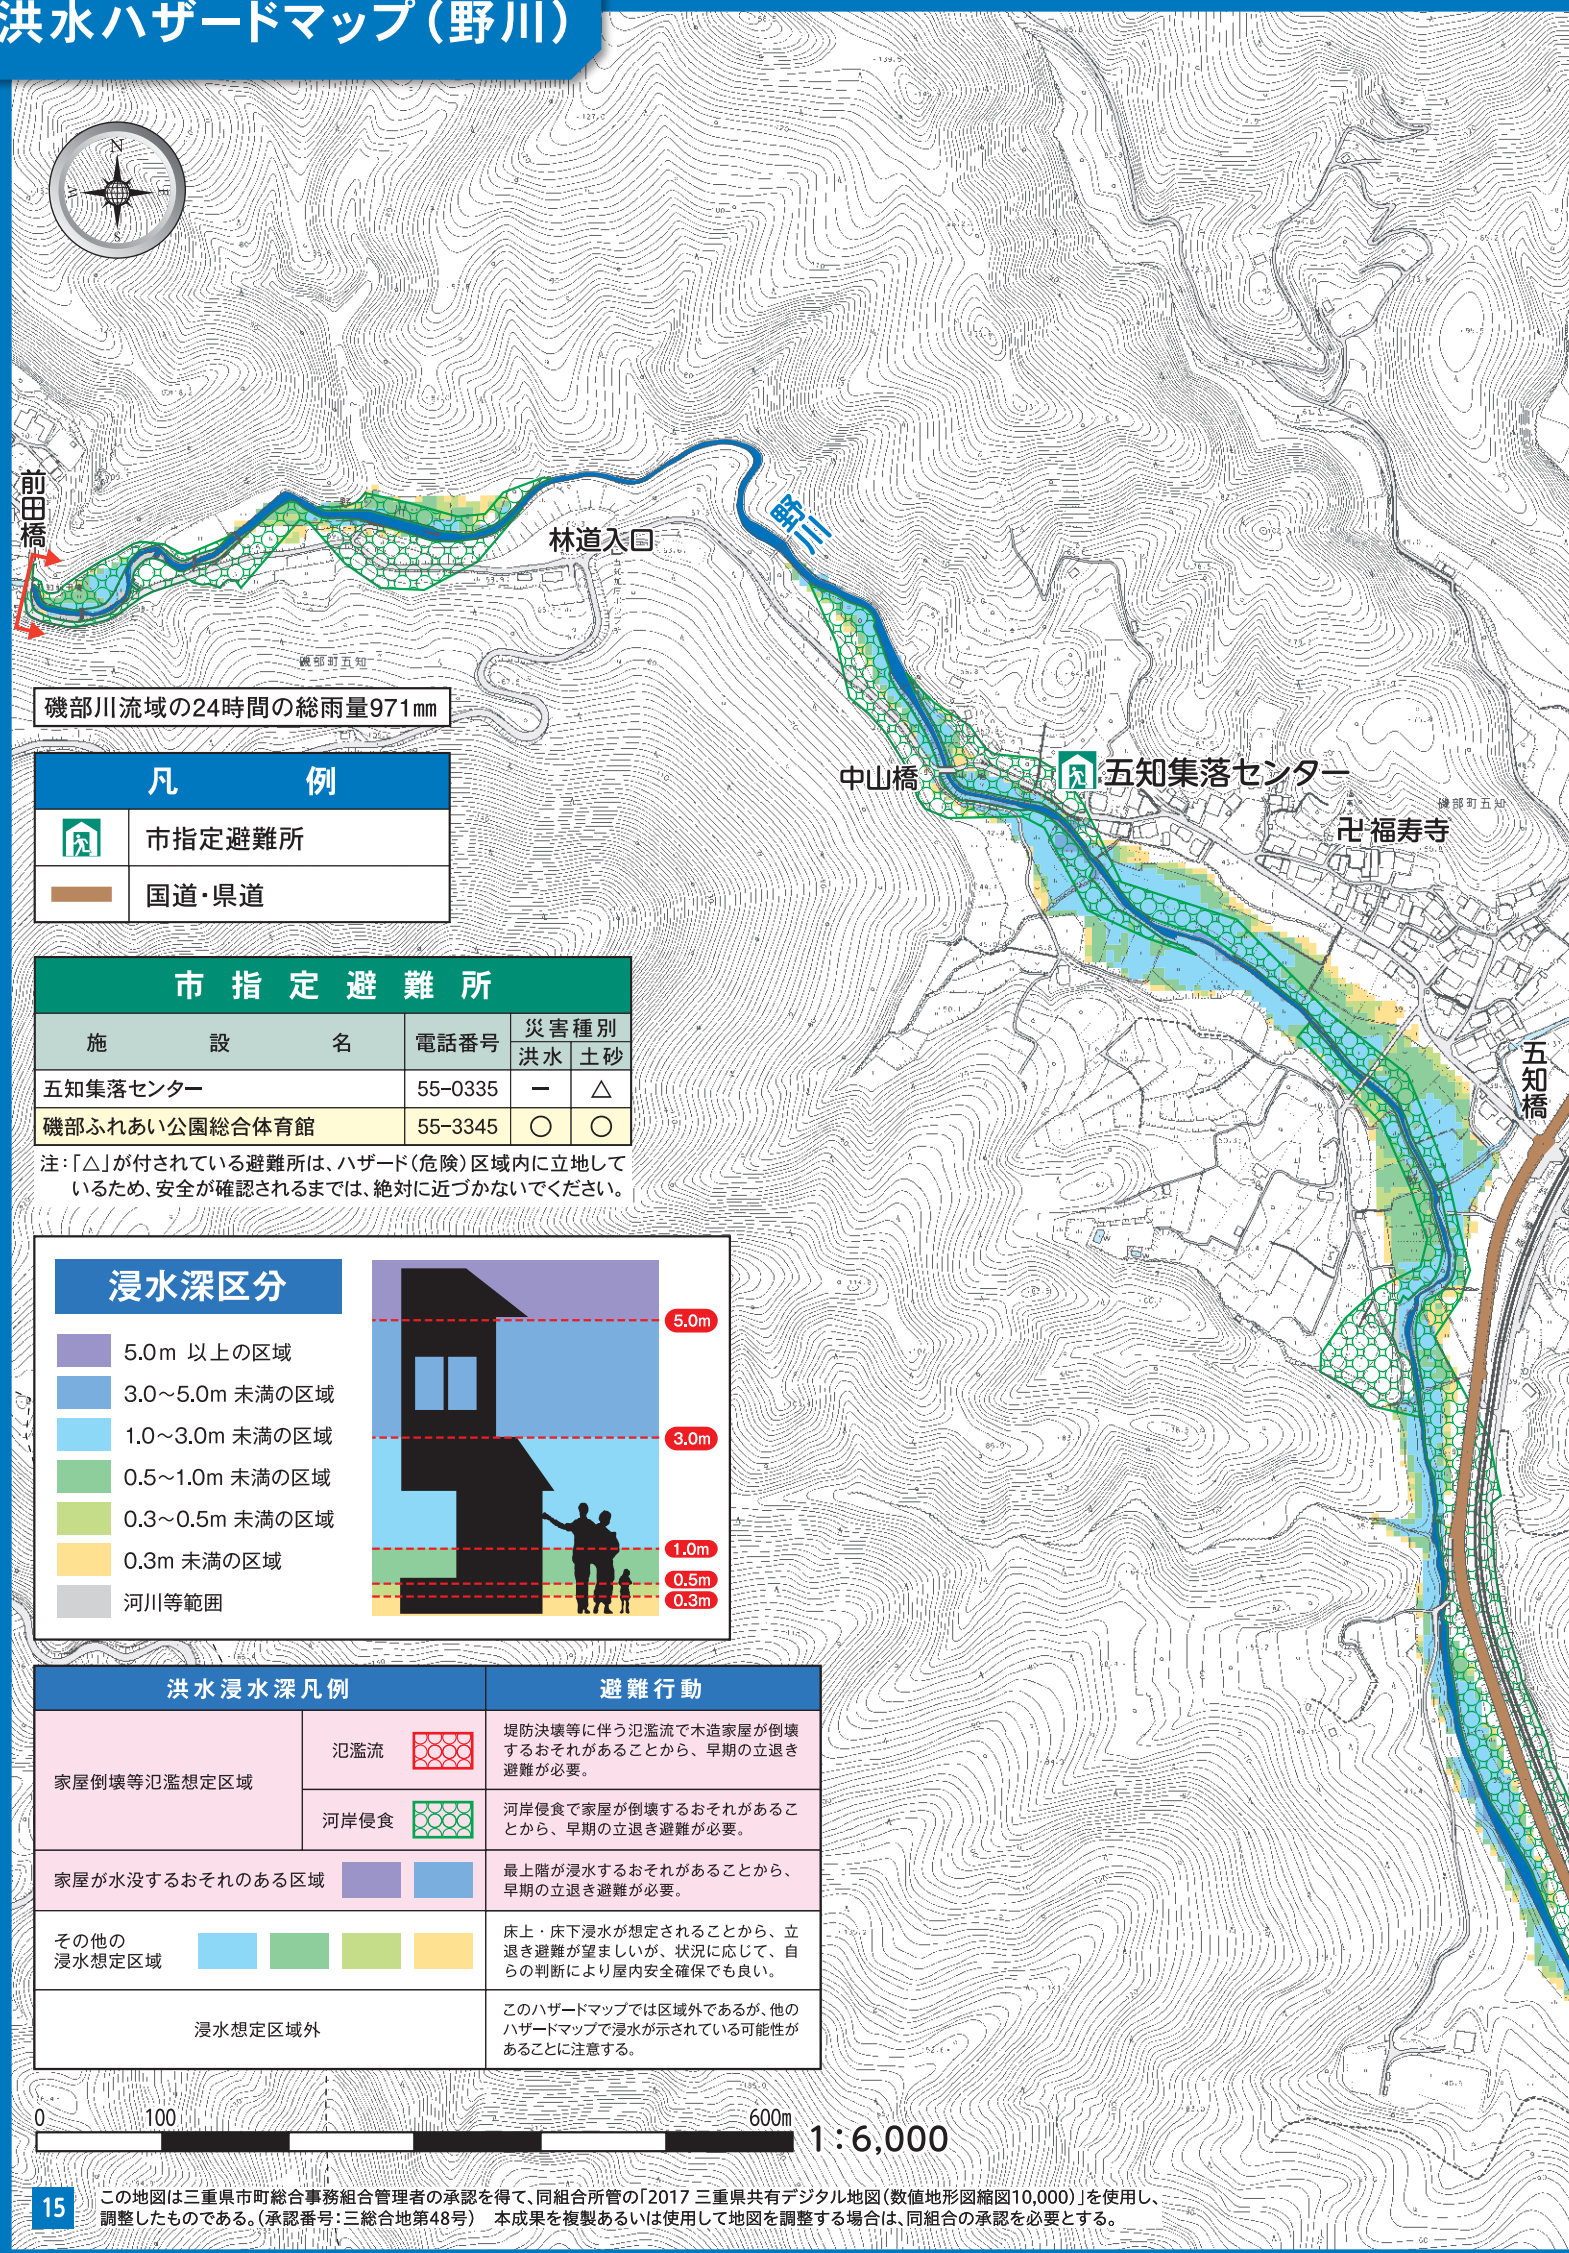 洪水ハザードマップ（野川）
N
W
E
S
前田橋
林道入口
野川
磯部町五知
磯部川流域の24時間の総雨量971㎜
中山橋
五知集落センター
磯部町五知
卍福寿寺
五知橋
凡例
市指定避難所
国道・県道
市指定避難所
施設名 電話番号 災害種別
洪水 土砂
五知集落センター 55-0335 － △
磯部ふれあい公園総合体育館 55-3345 ○ ○
注：「△」が付されている避難所は、ハザード（危険）区域内に立地して
いるため、安全が確認されるまでは、絶対に近づかないでください。
浸水深区分
5.0m 以上の区域
3.0～5.0m 未満の区域
1.0～3.0m 未満の区域
0.5～1.0m 未満の区域
0.3～0.5m 未満の区域
0.3m 未満の区域
河川等範囲
5.0m
3.0m
1.0m
0.5m
0.3m
洪水浸水深凡例 避難行動
家屋倒壊等氾濫想定区域
氾濫流
堤防決壊等に伴う氾濫流で木造家屋が倒壊
するおそれがあることから、早期の立退き
避難が必要。
河岸侵食
河岸侵食で家屋が倒壊するおそれがあるこ
とから、早期の立退き避難が必要。
家屋が水没するおそれのある区域
最上階が浸水するおそれがあることから、
早期の立退き避難が必要。
その他の
浸水想定区域
床上・床下浸水が想定されることから、立
退き避難が望ましいが、状況に応じて、自
らの判断により屋内安全確保でも良い。
浸水想定区域外
このハザードマップでは区域外であるが、他の
ハザードマップで浸水が示されている可能性が
あることに注意する。
0 100 600m
1：6,000
15
この地図は三重県市町総合事務組合管理者の承認を得て、同組合所管の「2017 三重県共有デジタル地図（数値地形図縮図10,000）」を使用し、
調整したものである。（承認番号：三総合地第48号） 本成果を複製あるいは使用して地図を調整する場合は、同組合の承認を必要とする。